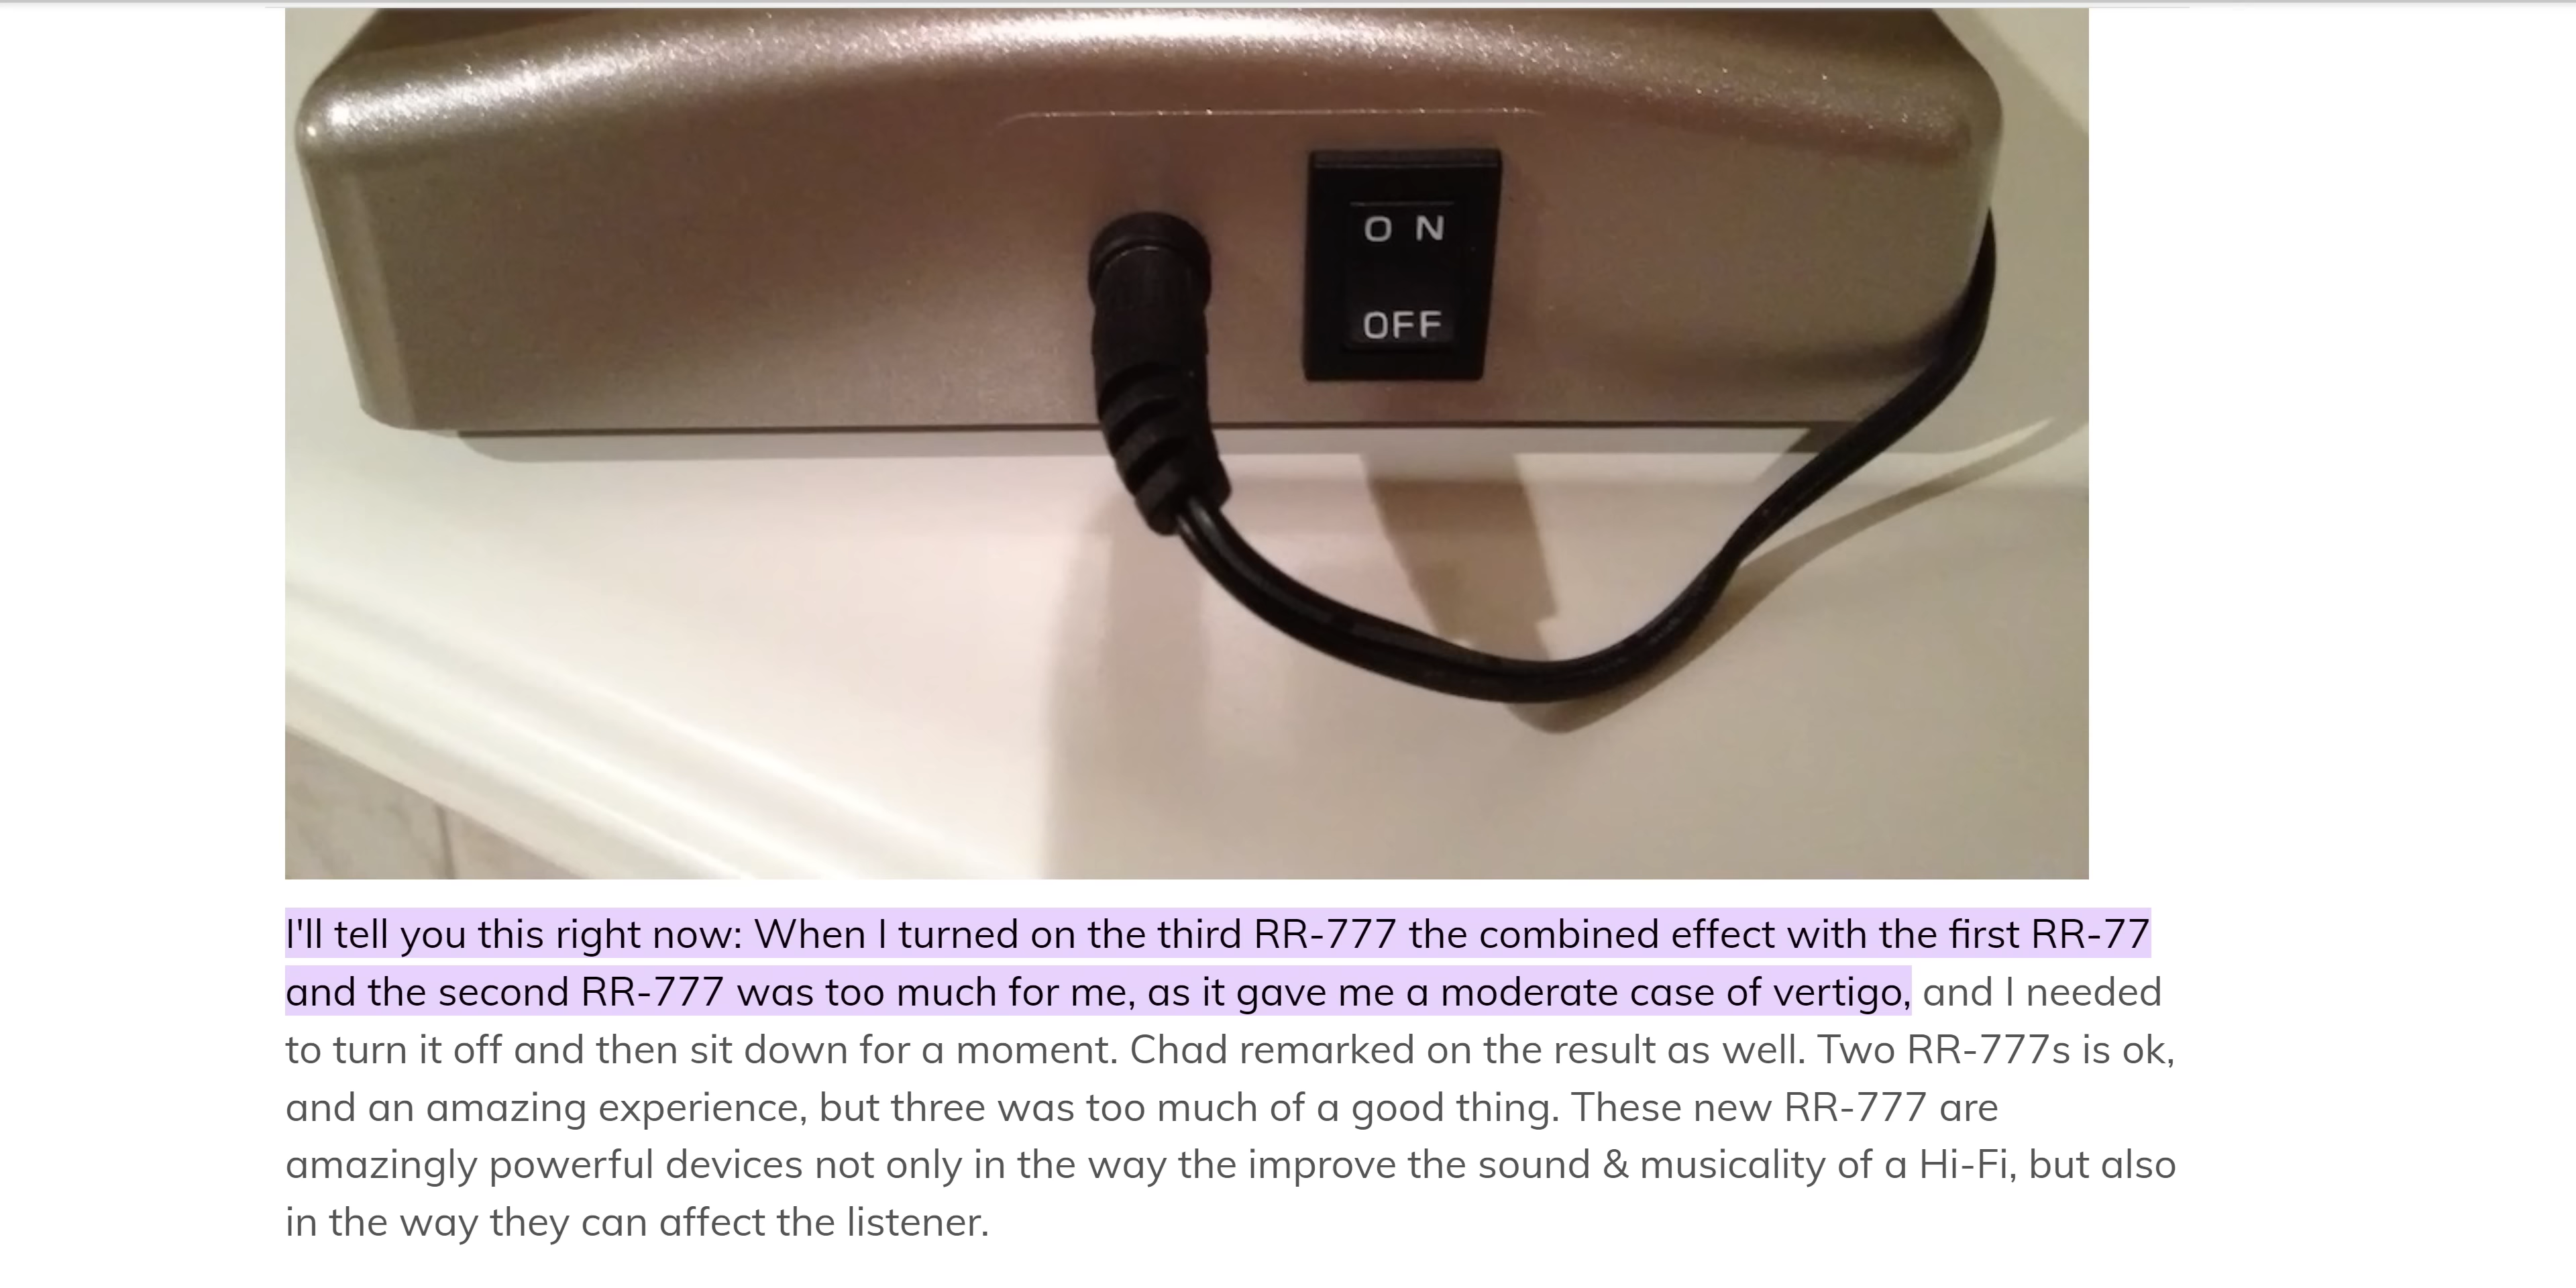 O N
OFF
I'll tell you this right now: When I turned on the third RR-777 the combined effect with the first RR-77
and the second RR-777 was too much for me, as it gave me a moderate case of vertigo, and I needed
to turn it off and then sit down for a moment. Chad remarked on the result as well. Two RR-777s is ok,
and an amazing experience, but three was too much of a good thing. These new RR-777 are
amazingly powerful devices not only in the way the improve the sound & musicality of a Hi-Fi, but also
in the way they can affect the listener.